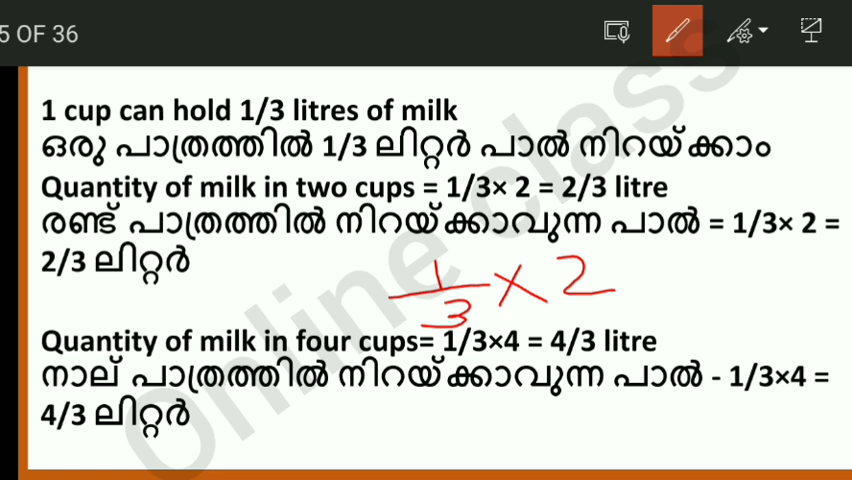 5 OF 36
1 cup can hold 1/3 litres of milk
ഒരു പാത്രത്തിൽ 1/3 ലിറ്റർ പാൽ നിറയ്ക്കാം
Quantity of milk in two cups = 1/3× 2 = 2/3 litre
രണ്ട് പാത്രത്തിൽ നിറയ്ക്കാവുന്ന പാൽ = 1/3× 2 =
2/3 ലിറ്റർ
1/3 × 2
Quantity of milk in four cups= 1/3×4 = 4/3 litre
നാല് പാത്രത്തിൽ നിറയ്ക്കാവുന്ന പാൽ - 1/3×4 =
4/3 ലിറ്റർ
Online class